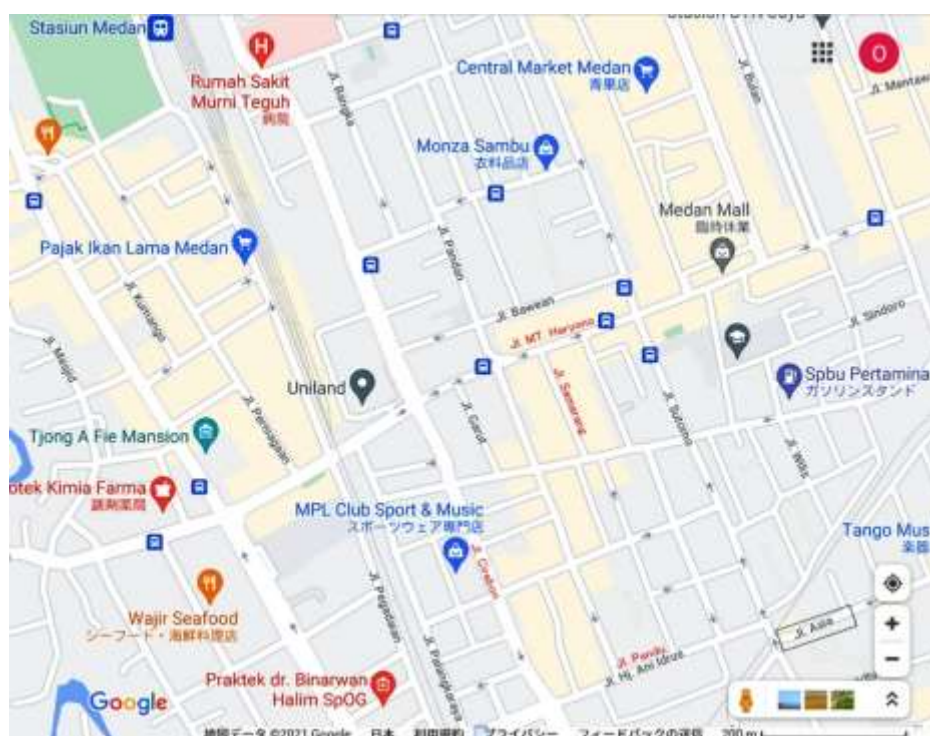 Stasiun Medan
Rumah Sakit
Murni Teguh
病院
Jl. Bangka
Central Market Medan
青果店
Jl. Bulan
Jl. Mentawai
O
Monza Sambu
衣料品店
Medan Mall
臨時休業
Pajak Ikan Lama Medan
Jl. Pandan
Jl. Kumango
Jl. Bawean
Jl. MT. Haryono
Jl. Sindoro
Jl. Masjid
Uniland
Jl. Perniagaan
Jl. Garut
Jl. Semarang
Jl. Sutomo
Spbu Pertamina
ガソリンスタンド
Jl. Wilis
Tjong A Fie Mansion
otek Kimia Farma
調剤薬局
MPL Club Sport & Music
スポーツウェア専門店
Jl. Cirebon
Tango Mus
楽器
Wajir Seafood
シーフード・海鮮料理店
Jl. Pegadaian
Jl. Palangkaraya
Jl. Asia
Jl. Pandu
Jl. Hj. Ani Idrus
Praktek dr. Binarwan
Halim SpOG
Google
地図データ ©2021 Google 日本 利用規約 プライバシー フィードバックの送信 200 m